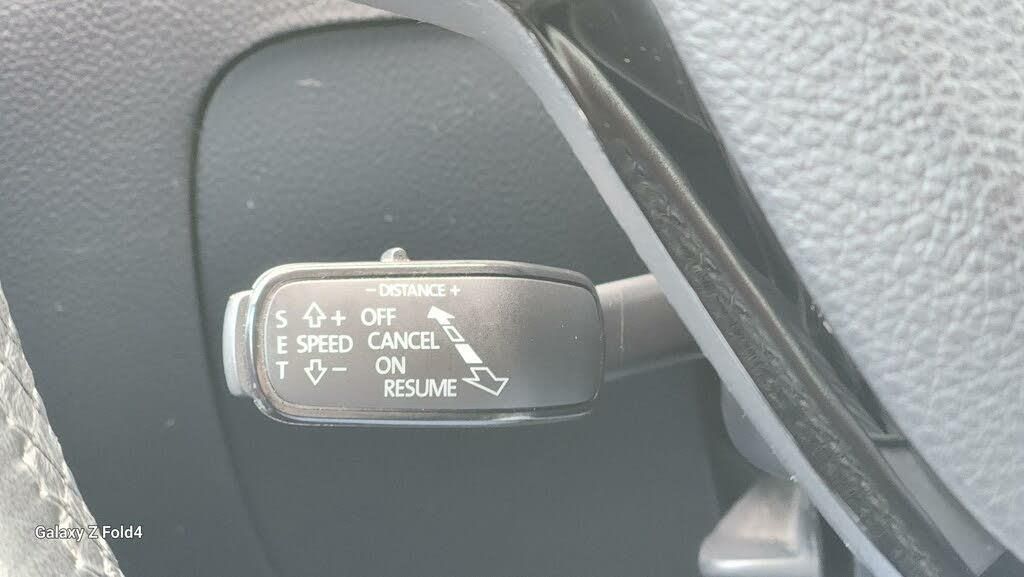 - DISTANCE +
S + OFF
E SPEED CANCEL
T - ON
RESUME
Galaxy Z Fold4